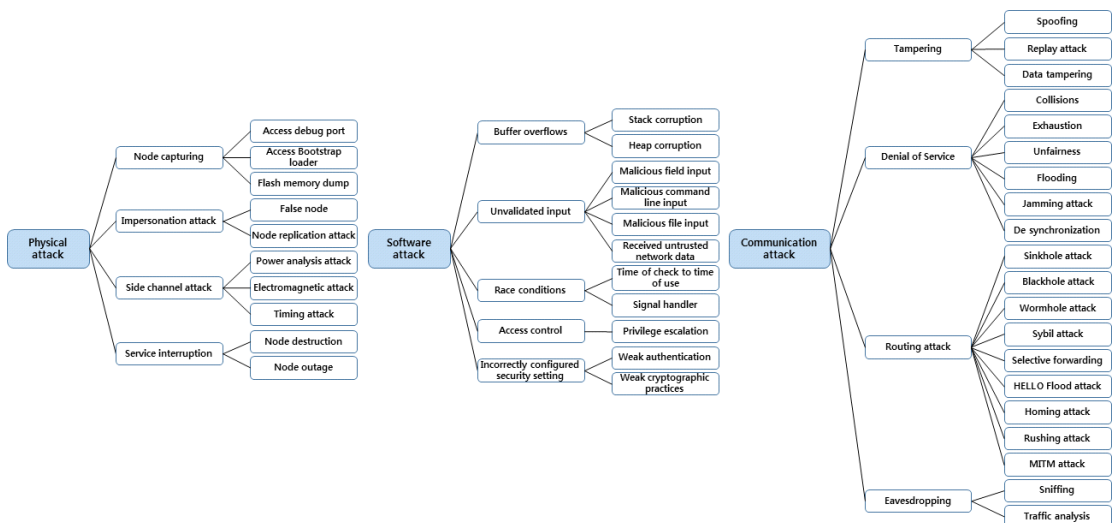 Physical
attack
Node capturing
Access debug port
Access Bootstrap
loader
Flash memory dump
Impersonation attack
False node
Node replication attack
Side channel attack
Power analysis attack
Electromagnetic attack
Timing attack
Service interruption
Node destruction
Node outage
Software
attack
Buffer overflows
Stack corruption
Heap corruption
Unvalidated input
Malicious field input
Malicious command
line input
Malicious file input
Received untrusted
network data
Race conditions
Time of check to time
of use
Signal handler
Access control
Privilege escalation
Incorrectly configured
security setting
Weak authentication
Weak cryptographic
practices
Communication
attack
Tampering
Spoofing
Replay attack
Data tampering
Denial of Service
Collisions
Exhaustion
Unfairness
Flooding
Jamming attack
De synchronization
Routing attack
Sinkhole attack
Blackhole attack
Wormhole attack
Sybil attack
Selective forwarding
HELLO Flood attack
Homing attack
Rushing attack
MITM attack
Eavesdropping
Sniffing
Traffic analysis